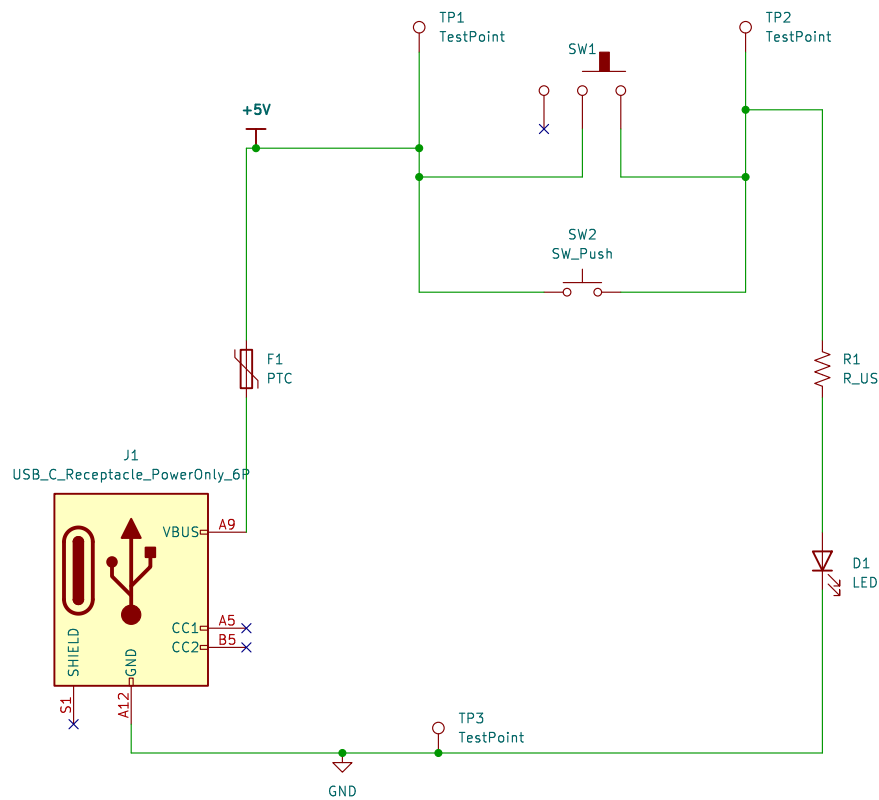 TP1
TestPoint
TP2
TestPoint
SW1
+5V
SW2
SW_Push
F1
PTC
R1
R_US
J1
USB_C_Receptacle_PowerOnly_6P
VBUS
A9
D1
LED
CC1
A5
CC2
B5
SHIELD
GND
S1
A12
TP3
TestPoint
GND